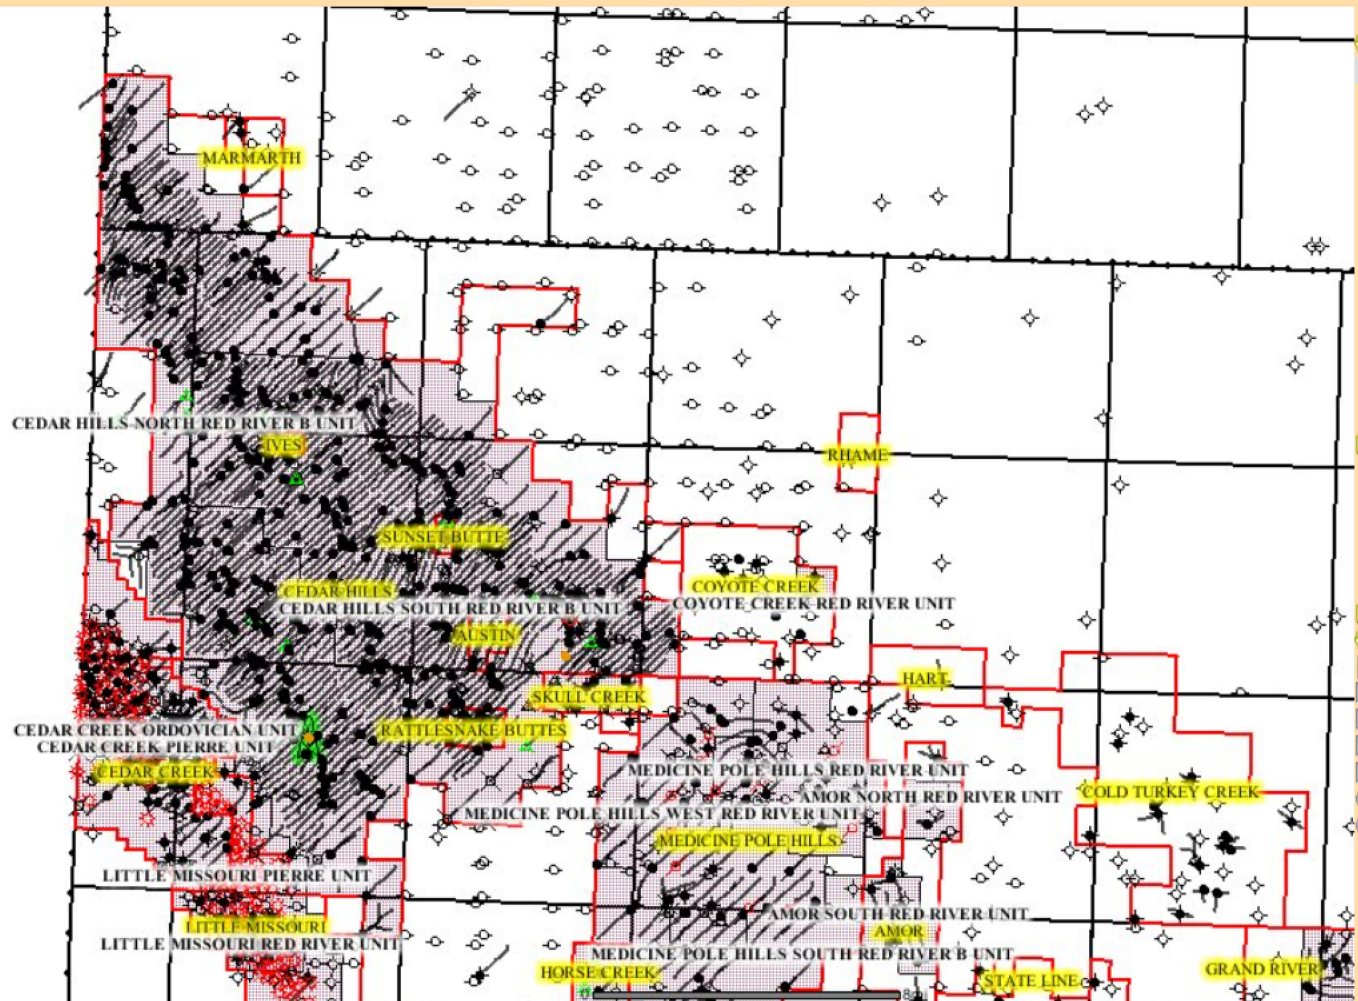 MARMARTH
CEDAR HILLS NORTH RED RIVER B UNIT
IVES
RHAME
SUNSET BUTTE
CEDAR HILLS
COYOTE CREEK
CEDAR HILLS SOUTH RED RIVER B UNIT
COYOTE CREEK RED RIVER UNIT
AUSTIN
HART
SKULL CREEK
CEDAR CREEK ORDOVICIAN UNIT
RATTLESNAKE BUTTES
CEDAR CREEK PIERRE UNIT
CEDAR CREEK
MEDICINE POLE HILLS RED RIVER UNIT
COLD TURKEY CREEK
AMOR NORTH RED RIVER UNIT
MEDICINE POLE HILLS WEST RED RIVER UNIT
MEDICINE POLE HILLS
LITTLE MISSOURI PIERRE UNIT
AMOR SOUTH RED RIVER UNIT
LITTLE MISSOURI
AMOR
LITTLE MISSOURI RED RIVER UNIT
MEDICINE POLE HILLS SOUTH RED RIVER B UNIT
HORSE CREEK
GRAND RIVER
STATE LINE